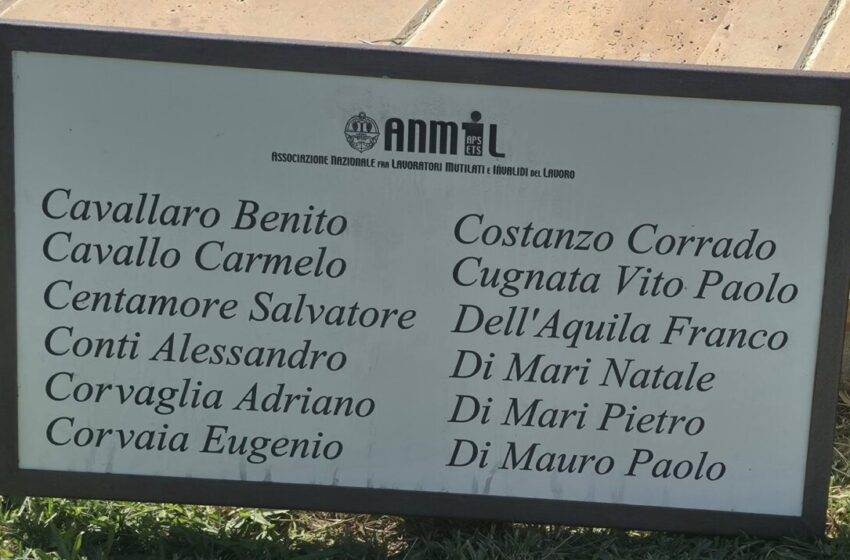 ANMIL
APS
ETS
Associazione Nazionale fra Lavoratori Mutilati e Invalidi del Lavoro
Cavallaro Benito
Cavallo Carmelo
Centamore Salvatore
Conti Alessandro
Corvaglia Adriano
Corvaia Eugenio
Costanzo Corrado
Cugnata Vito Paolo
Dell'Aquila Franco
Di Mari Natale
Di Mari Pietro
Di Mauro Paolo